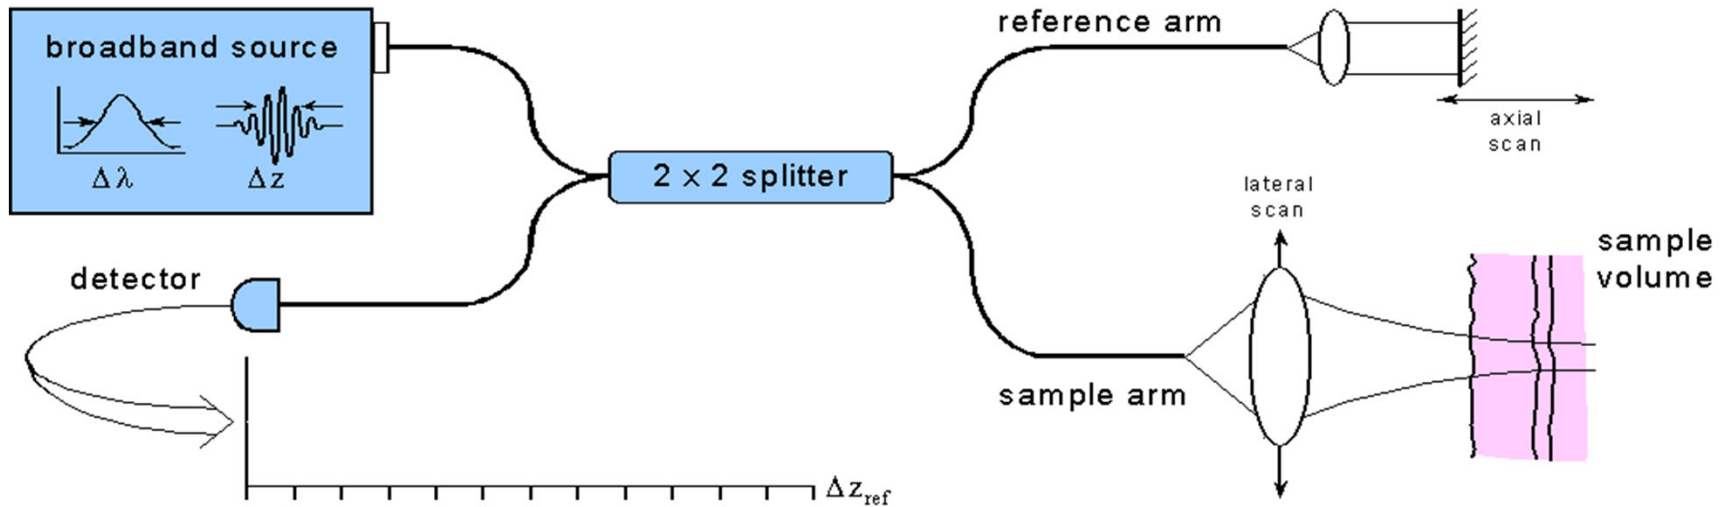 broadband source
Δλ
Δz
reference arm
axial
scan
2 x 2 splitter
lateral
scan
sample
volume
detector
sample arm
Δz_ref